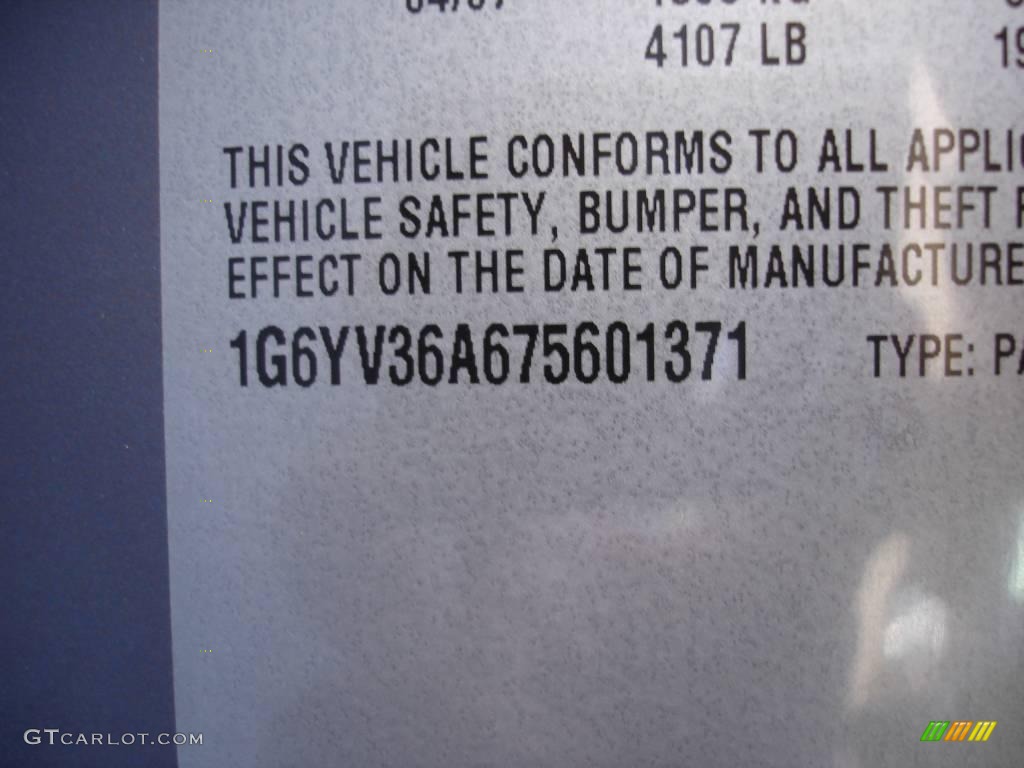 4107 LB
THIS VEHICLE CONFORMS TO ALL
VEHICLE SAFETY, BUMPER, AND THEFT
EFFECT ON THE DATE OF MANUFACTURE
1G6YV36A675601371 TYPE:
GTCARLOT.COM